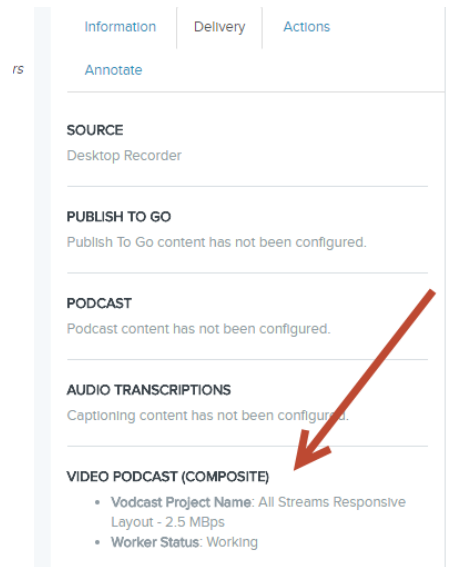 Information Delivery Actions
rs
Annotate
SOURCE
Desktop Recorder
PUBLISH TO GO
Publish To Go content has not been configured.
PODCAST
Podcast content has not been configured.
AUDIO TRANSCRIPTIONS
Captioning content has not been configured.
VIDEO PODCAST (COMPOSITE)
• Vodcast Project Name: All Streams Responsive
Layout - 2.5 MBps
• Worker Status: Working